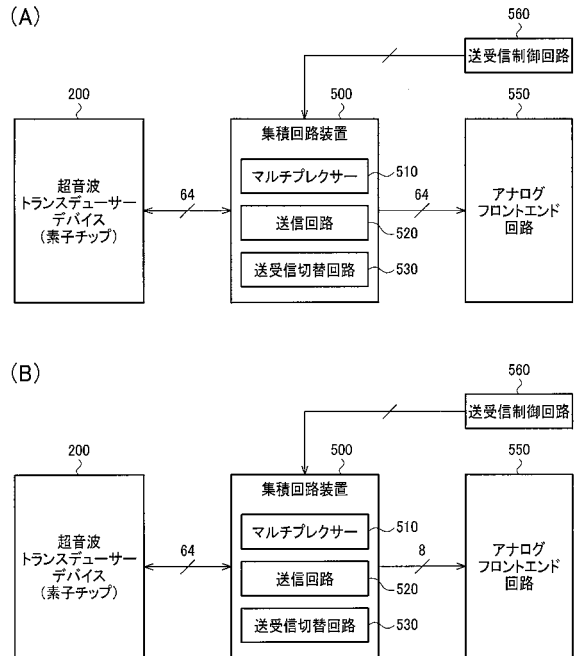 (A)
560
送受信制御回路
200
500
550
超音波
トランスデューサー
デバイス
(素子チップ)
64
集積回路装置
マルチプレクサー
510
送信回路
520
送受信切替回路
530
64
アナログ
フロントエンド
回路
(B)
560
送受信制御回路
200
500
550
超音波
トランスデューサー
デバイス
(素子チップ)
64
集積回路装置
マルチプレクサー
510
送信回路
520
送受信切替回路
530
8
アナログ
フロントエンド
回路